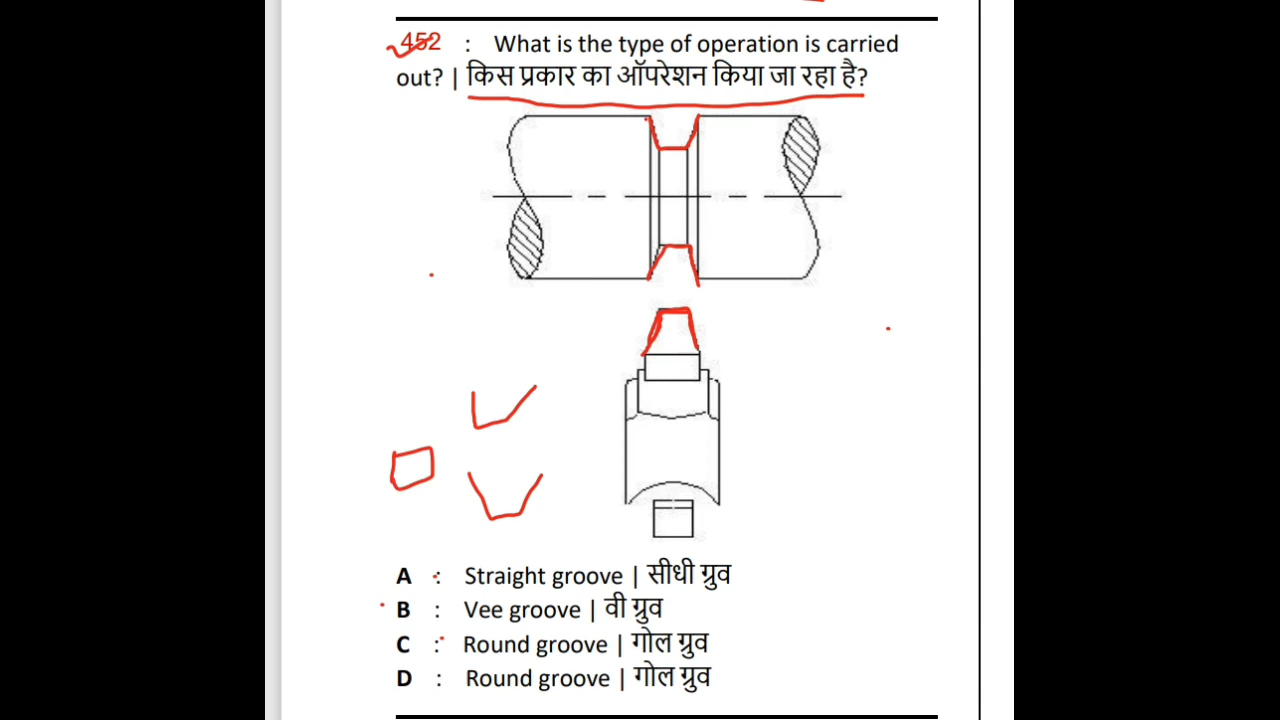 452 : What is the type of operation is carried
out? | किस प्रकार का ऑपरेशन किया जा रहा है?
A : Straight groove | सीधी ग्रुव
B : Vee groove | वी ग्रुव
C : Round groove | गोल ग्रुव
D : Round groove | गोल ग्रुव